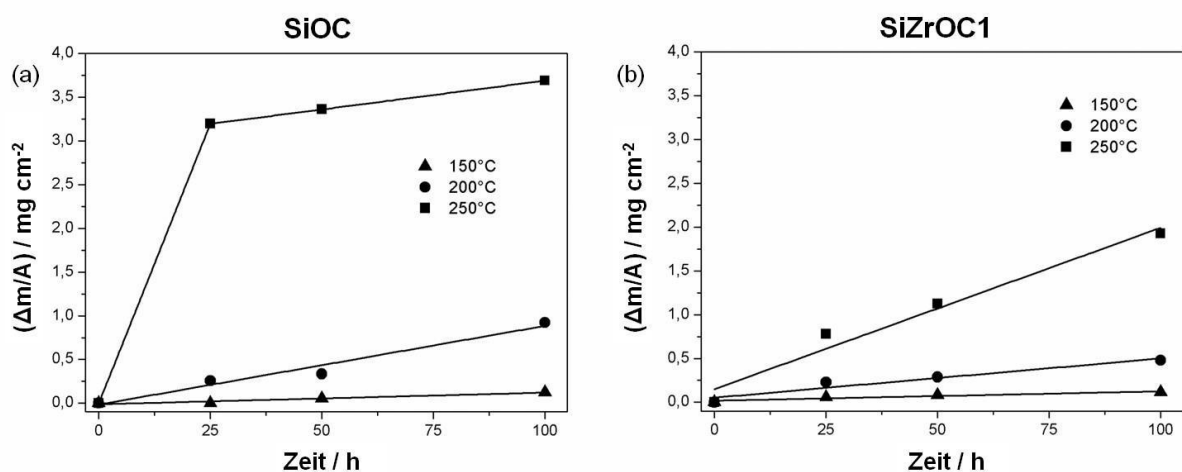 SiOC
(a)
(Δm/A) / mg cm⁻²
4,0
3,5
3,0
2,5
2,0
1,5
1,0
0,5
0,0
150°C
200°C
250°C
0
25
50
75
100
Zeit / h
SiZrOC1
(b)
(Δm/A) / mg cm⁻²
4,0
3,5
3,0
2,5
2,0
1,5
1,0
0,5
0,0
150°C
200°C
250°C
0
25
50
75
100
Zeit / h